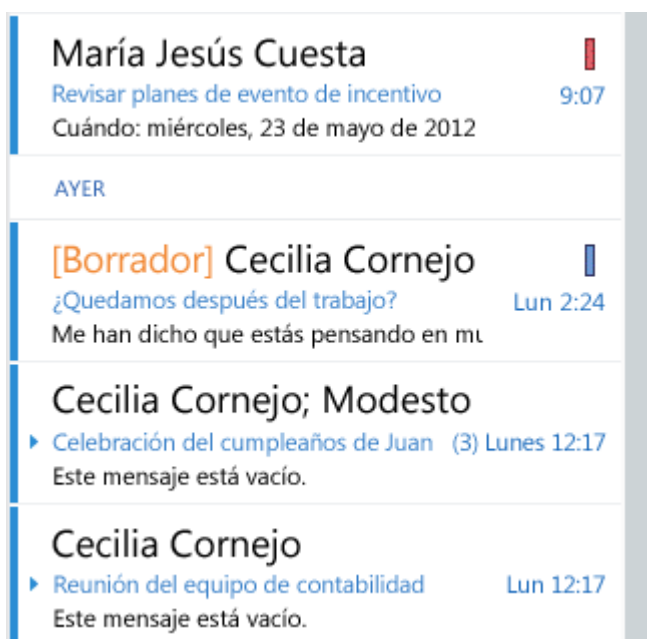 María Jesús Cuesta
Revisar planes de evento de incentivo 9:07
Cuándo: miércoles, 23 de mayo de 2012
AYER
[Borrador] Cecilia Cornejo
¿Quedamos después del trabajo? Lun 2:24
Me han dicho que estás pensando en mu
Cecilia Cornejo; Modesto
Celebración del cumpleaños de Juan (3) Lunes 12:17
Este mensaje está vacío.
Cecilia Cornejo
Reunión del equipo de contabilidad Lun 12:17
Este mensaje está vacío.